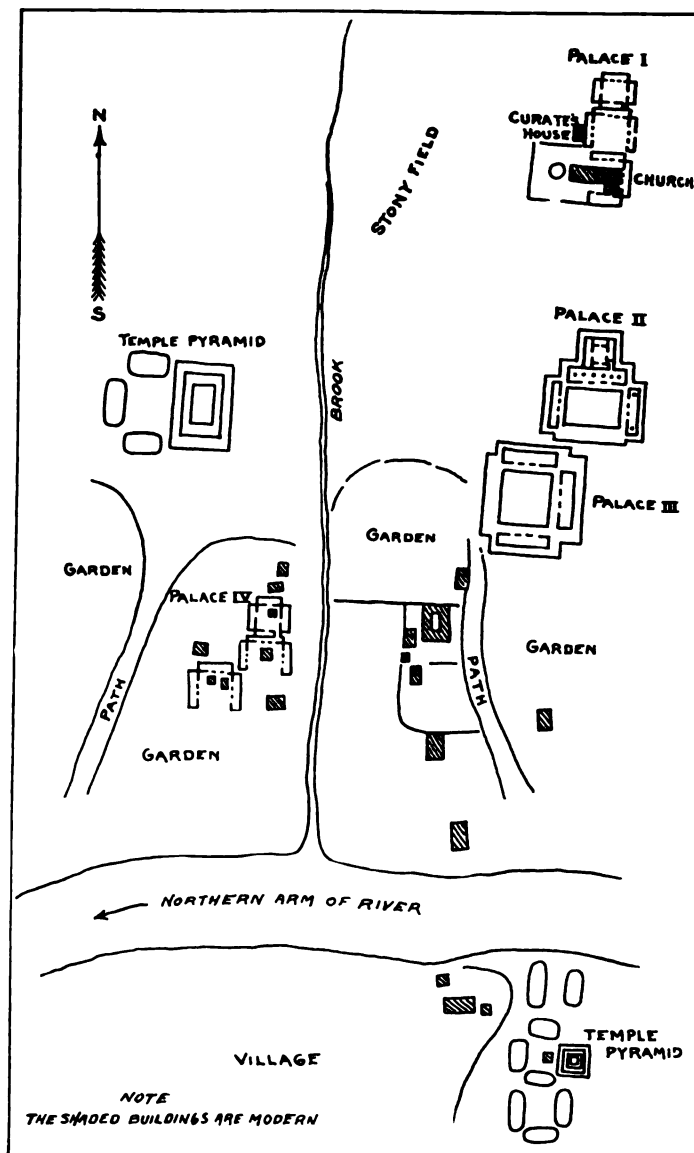 PALACE I
N
CURATE'S
HOUSE
CHURCH
STONY FIELD
S
PALACE II
TEMPLE PYRAMID
BROOK
PALACE III
GARDEN
GARDEN
PALACE IV
GARDEN
PATH
PATH
GARDEN
NORTHERN ARM OF RIVER
TEMPLE
PYRAMID
VILLAGE
NOTE
THE SHADED BUILDINGS ARE MODERN